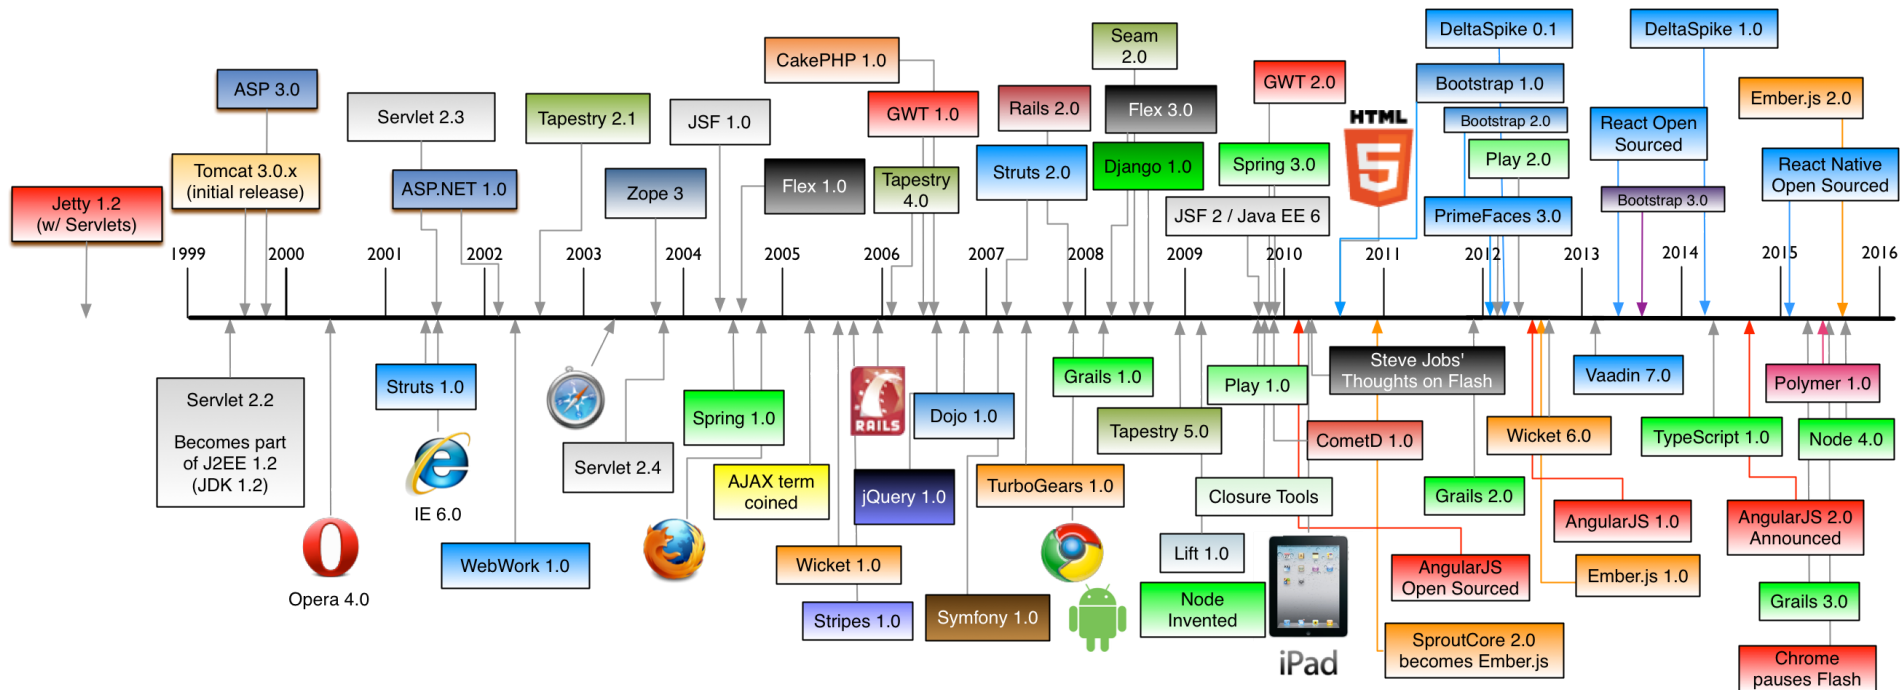 DeltaSpike 0.1
DeltaSpike 1.0
Seam
2.0
CakePHP 1.0
GWT 2.0
Bootstrap 1.0
ASP 3.0
Ember.js 2.0
Servlet 2.3
Tapestry 2.1
JSF 1.0
GWT 1.0
Rails 2.0
Flex 3.0
HTML
5
Bootstrap 2.0
React Open
Sourced
Tomcat 3.0.x
(initial release)
ASP.NET 1.0
Zope 3
Flex 1.0
Tapestry
4.0
Struts 2.0
Django 1.0
Spring 3.0
Play 2.0
React Native
Open Sourced
Jetty 1.2
(w/ Servlets)
JSF 2 / Java EE 6
PrimeFaces 3.0
Bootstrap 3.0
1999
2000
2001
2002
2003
2004
2005
2006
2007
2008
2009
2010
2011
2012
2013
2014
2015
2016
Servlet 2.2
Becomes part
of J2EE 1.2
(JDK 1.2)
Struts 1.0
IE 6.0
Opera 4.0
WebWork 1.0
Servlet 2.4
Spring 1.0
AJAX term
coined
Wicket 1.0
Stripes 1.0
RAILS
jQuery 1.0
Dojo 1.0
Symfony 1.0
TurboGears 1.0
Grails 1.0
Tapestry 5.0
Play 1.0
Closure Tools
Lift 1.0
Node
Invented
iPad
Steve Jobs'
Thoughts on Flash
CometD 1.0
AngularJS
Open Sourced
SproutCore 2.0
becomes Ember.js
Grails 2.0
Wicket 6.0
AngularJS 1.0
Ember.js 1.0
Vaadin 7.0
TypeScript 1.0
AngularJS 2.0
Announced
Polymer 1.0
Node 4.0
Grails 3.0
Chrome
pauses Flash